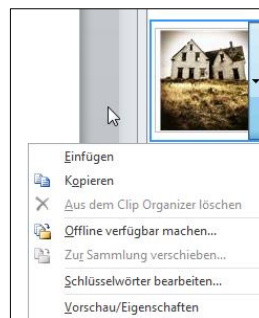 Einfügen
Kopieren
Aus dem Clip Organizer löschen
Offline verfügbar machen...
Zur Sammlung verschieben...
Schlüsselwörter bearbeiten...
Vorschau/Eigenschaften